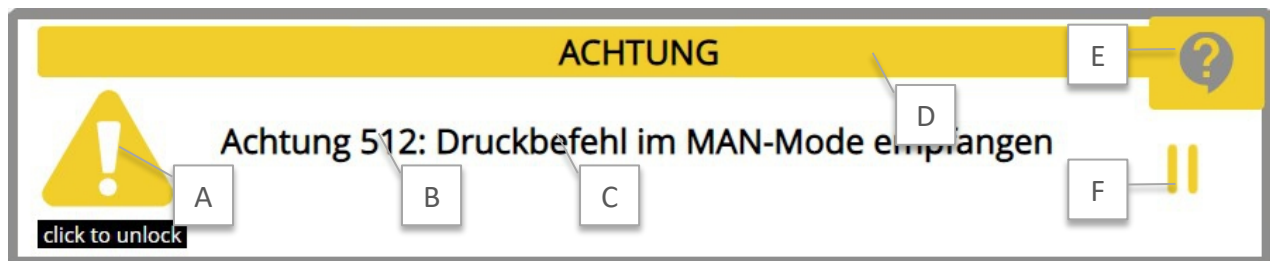 ACHTUNG
E
D
Achtung 512: Druckbefehl im MAN-Mode empfangen
A
B
C
F
click to unlock